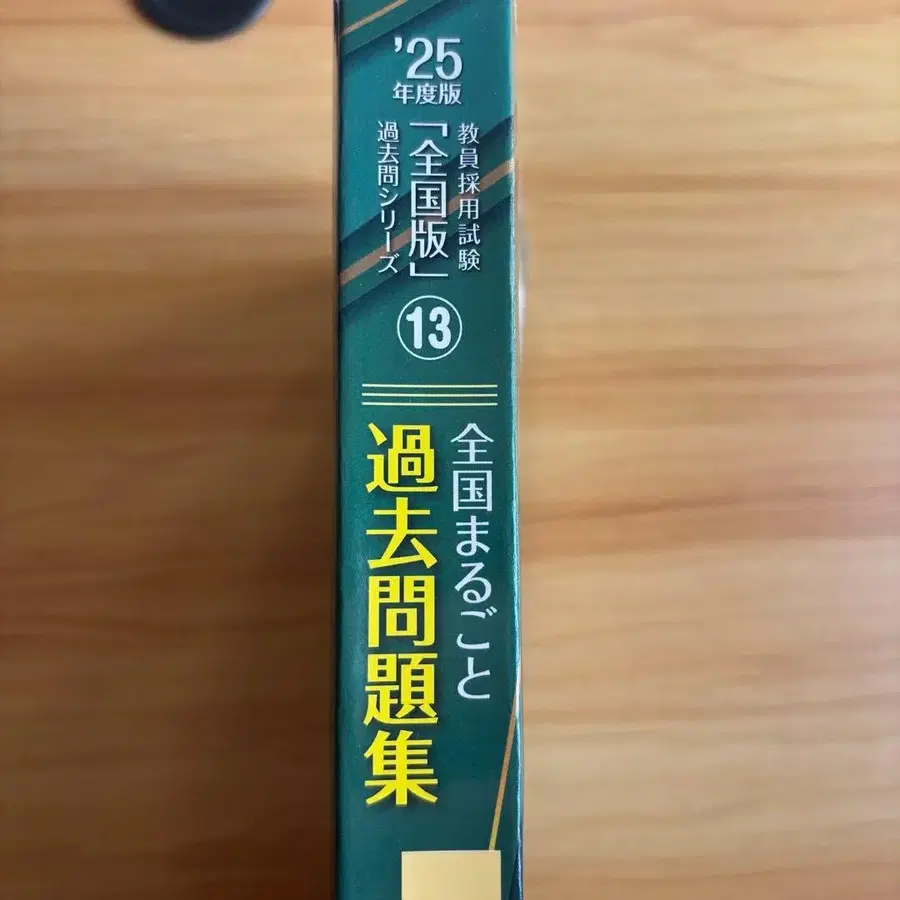 '25
年度版
教員採用試験
「全国版」
過去問シリーズ
⑬
全国まるごと
過去問題集